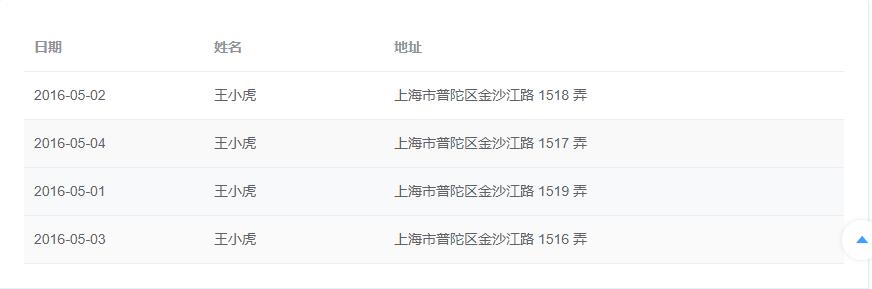 日期 姓名 地址
2016-05-02 王小虎 上海市普陀区金沙江路 1518 弄
2016-05-04 王小虎 上海市普陀区金沙江路 1517 弄
2016-05-01 王小虎 上海市普陀区金沙江路 1519 弄
2016-05-03 王小虎 上海市普陀区金沙江路 1516 弄